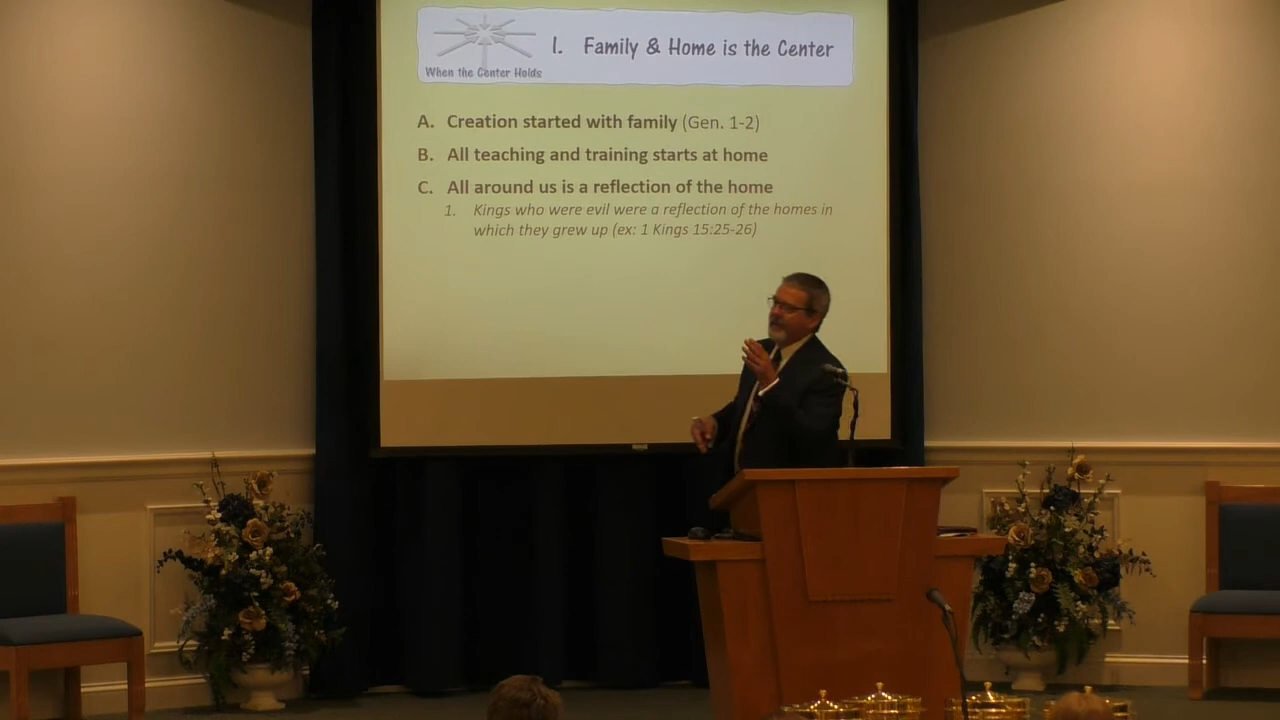 I. Family & Home is the Center
When the Center Holds
A. Creation started with family (Gen. 1-2)
B. All teaching and training starts at home
C. All around us is a reflection of the home
1. Kings who were evil were a reflection of the homes in
which they grew up (ex: 1 Kings 15:25-26)